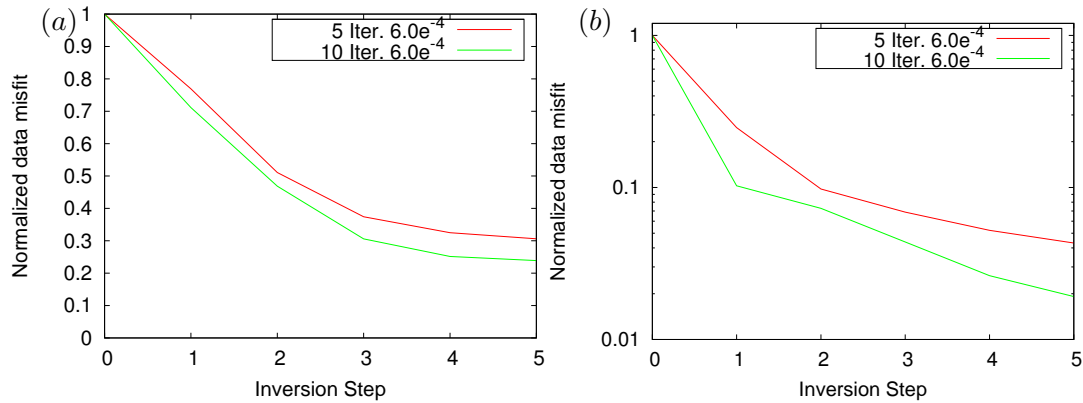 (a)
1
0.9
0.8
0.7
0.6
0.5
0.4
0.3
0.2
0.1
0
Normalized data misfit
5 Iter. 6.0e⁻⁴
10 Iter. 6.0e⁻⁴
0 1 2 3 4 5
Inversion Step
(b)
1
0.1
0.01
Normalized data misfit
5 Iter. 6.0e⁻⁴
10 Iter. 6.0e⁻⁴
0 1 2 3 4 5
Inversion Step